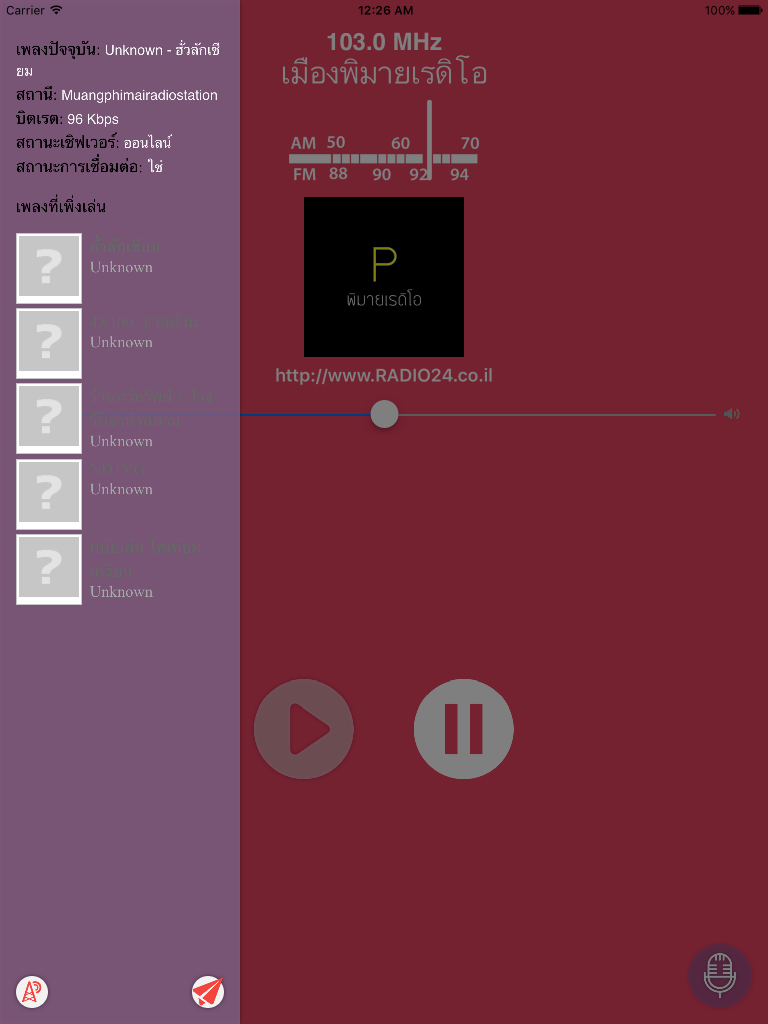 Carrier 12:26 AM 100%
เพลงปัจจุบัน: Unknown - ฮั่วลักเซี
ยม
สถานี: Muangphimairadiostation
บิตเรต: 96 Kbps
สถานะเซิฟเวอร์: ออนไลน์
สถานะการเชื่อมต่อ: ใช่
เพลงที่เพิ่งเล่น
ฮั่วลักเซียม
Unknown
Unknown
Unknown
Unknown
Unknown
103.0 MHz
เมืองพิมายเรดิโอ
AM 50 60 70
FM 88 90 92 94
P
พิมายเรดิโอ
http://www.RADIO24.co.il